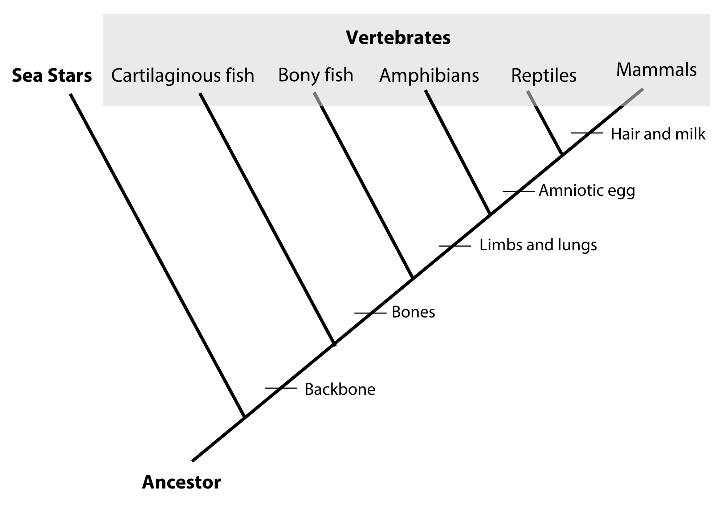 Vertebrates
Sea Stars
Cartilaginous fish
Bony fish
Amphibians
Reptiles
Mammals
Hair and milk
Amniotic egg
Limbs and lungs
Bones
Backbone
Ancestor